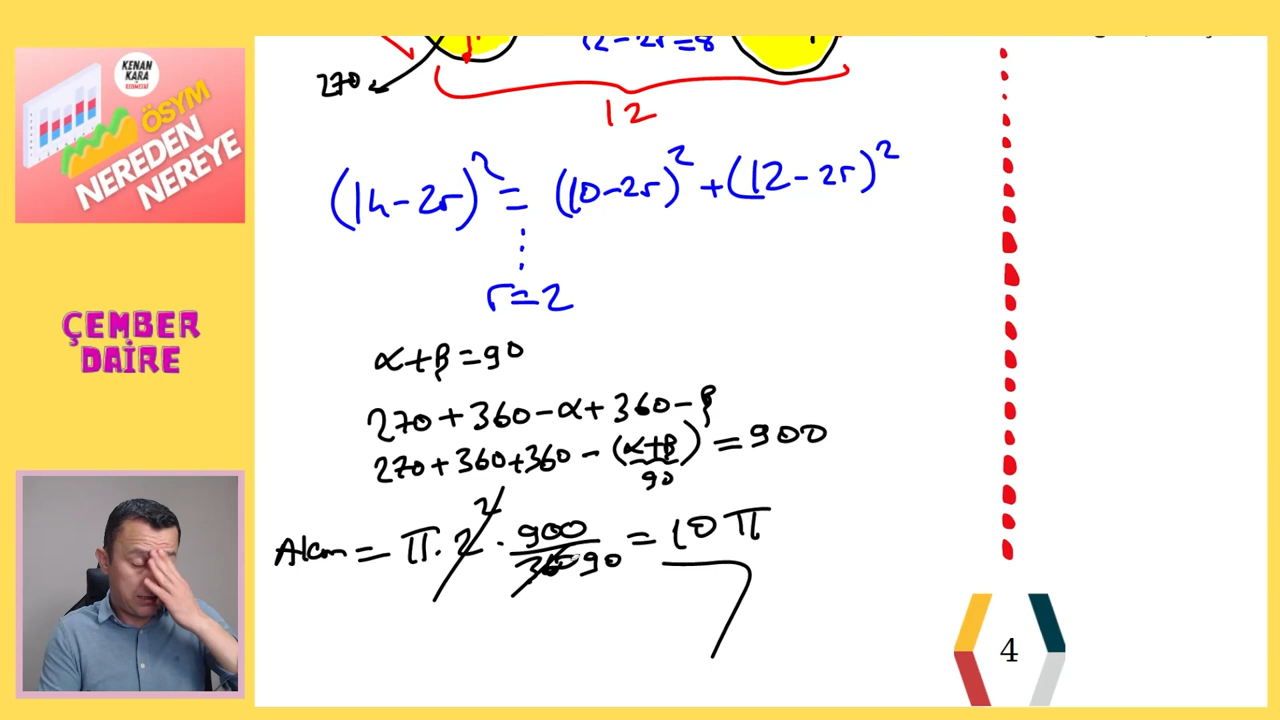 KENAN
KARA
ÖSYM
NEREDEN
NEREYE
ÇEMBER
DAİRE
12-2r=8
270
12
(14-2r)² = (10-2r)² + (12-2r)²
r=2
α+β=90
270+360-α+360-β
270+360+360-(α+β) = 900
90
Alan = π.2² . 900/360 90 = 10π
4